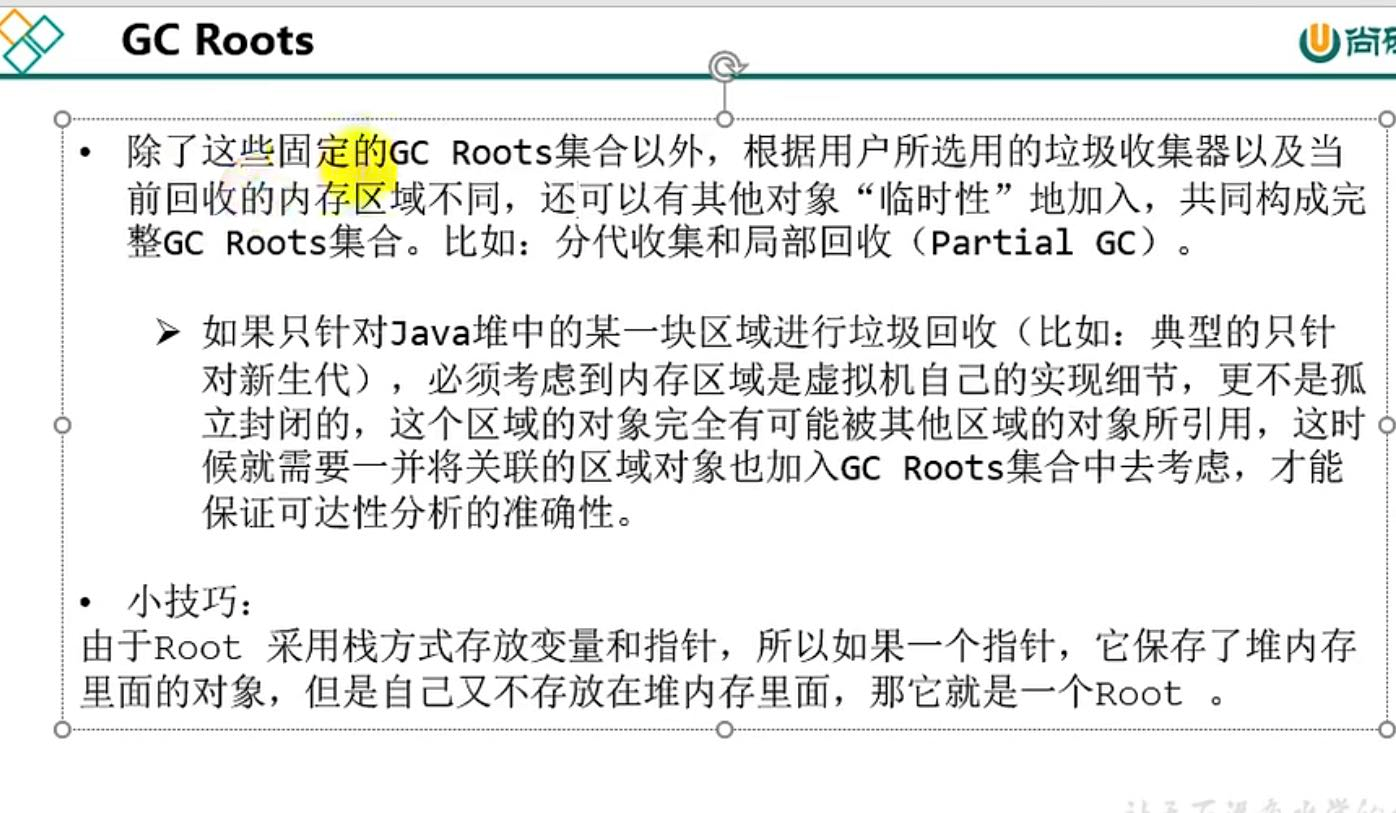 GC Roots
尚
• 除了这些固定的GC Roots集合以外，根据用户所选用的垃圾收集器以及当
前回收的内存区域不同，还可以有其他对象“临时性”地加入，共同构成完
整GC Roots集合。比如：分代收集和局部回收（Partial GC）。
➢ 如果只针对Java堆中的某一块区域进行垃圾回收（比如：典型的只针
对新生代），必须考虑到内存区域是虚拟机自己的实现细节，更不是孤
立封闭的，这个区域的对象完全有可能被其他区域的对象所引用，这时
候就需要一并将关联的区域对象也加入GC Roots集合中去考虑，才能
保证可达性分析的准确性。
• 小技巧：
由于Root 采用栈方式存放变量和指针，所以如果一个指针，它保存了堆内存
里面的对象，但是自己又不存放在堆内存里面，那它就是一个Root 。